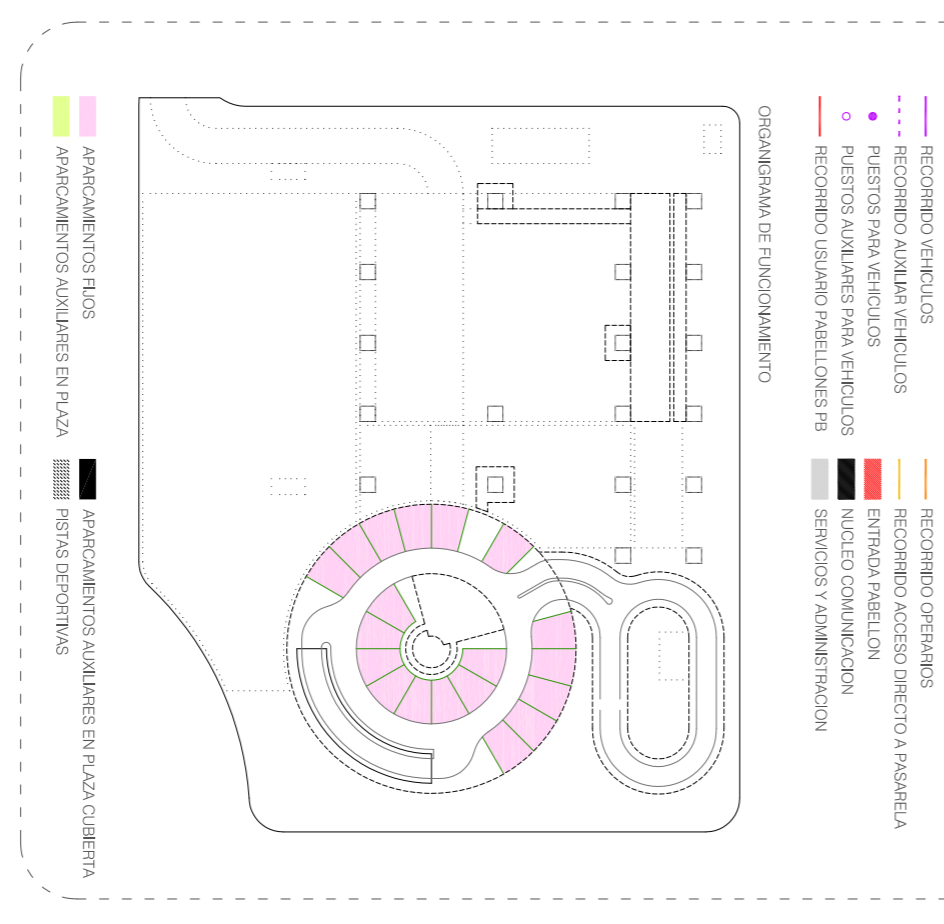 RECORRIDO VEHICULOS
RECORRIDO AUXILIAR VEHICULOS
PUESTOS PARA VEHICULOS
PUESTOS AUXILIARES PARA VEHICULOS
RECORRIDO USUARIO PABELLONES PB
RECORRIDO OPERARIOS
RECORRIDO ACCESO DIRECTO A PASARELA
ENTRADA PABELLON
NUCLEO COMUNICACION
SERVICIOS Y ADMINISTRACION
ORGANIGRAMA DE FUNCIONAMIENTO
APARCAMIENTOS FIJOS
APARCAMIENTOS AUXILIARES EN PLAZA
APARCAMIENTOS AUXILIARES EN PLAZA CUBIERTA
PISTAS DEPORTIVAS